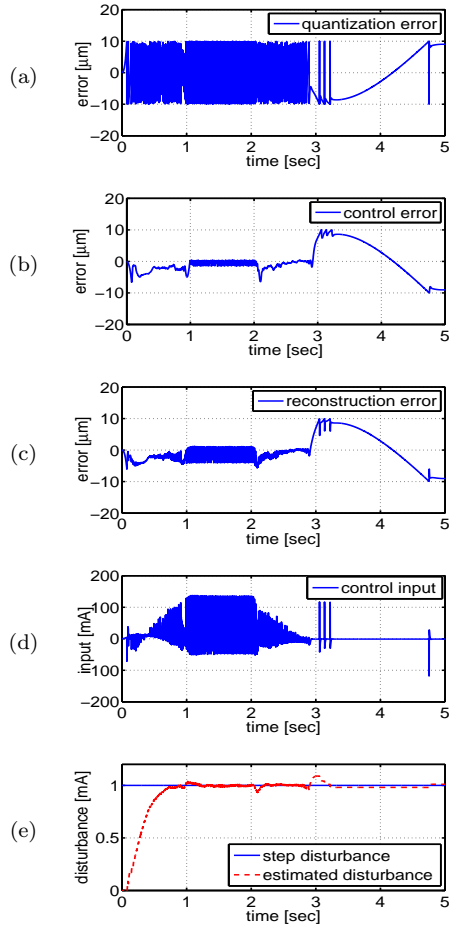 (a)
quantization error
error [µm]
20
10
0
−10
−20
0 1 2 3 4 5
time [sec]
(b)
control error
error [µm]
20
10
0
−10
−20
0 1 2 3 4 5
time [sec]
(c)
reconstruction error
error [µm]
20
10
0
−10
−20
0 1 2 3 4 5
time [sec]
(d)
control input
input [mA]
200
100
0
−100
−200
0 1 2 3 4 5
time [sec]
(e)
disturbance [mA]
1
0.5
0
step disturbance
estimated disturbance
0 1 2 3 4 5
time [sec]